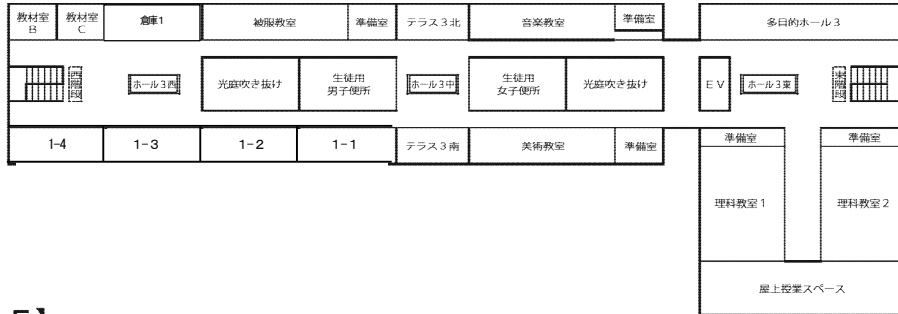 教材室
B
教材室
C
倉庫1
被服教室
準備室
テラス3北
音楽教室
準備室
多目的ホール3
西階段
ホール3西
光庭吹き抜け
生徒用
男子便所
ホール3中
生徒用
女子便所
光庭吹き抜け
EV
ホール3東
東階段
1-4
1-3
1-2
1-1
テラス3南
美術教室
準備室
準備室
準備室
理科教室1
理科教室2
屋上授業スペース